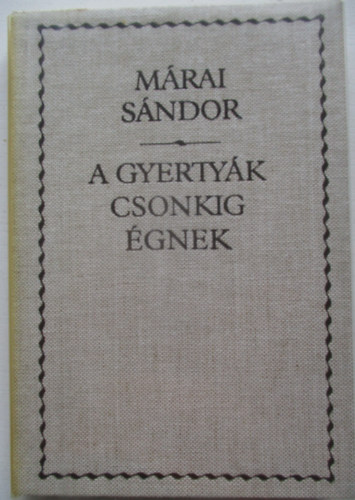 MÁRAI
SÁNDOR
A GYERTYÁK
CSONKIG
ÉGNEK